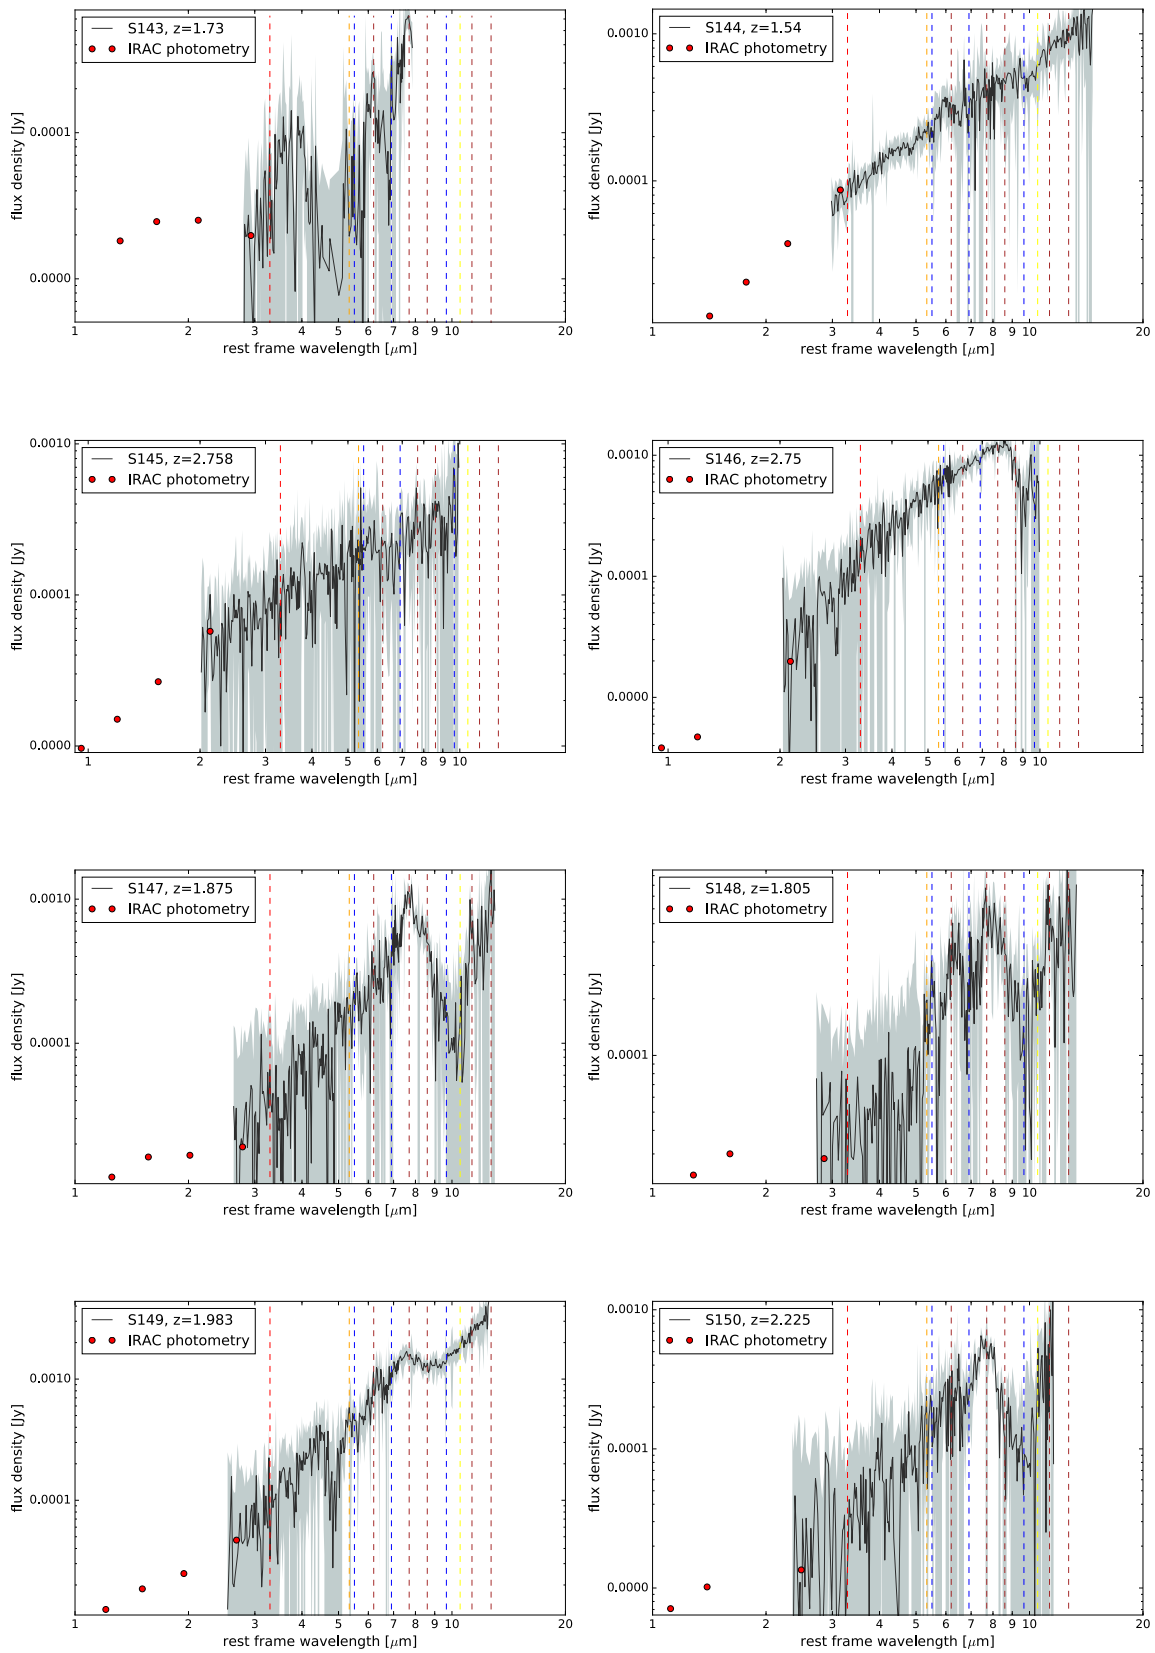 S143, z=1.73
IRAC photometry
flux density [Jy]
0.0001
0.0000
1 2 3 4 5 6 7 8 9 10 20
rest frame wavelength [μm]
S144, z=1.54
IRAC photometry
flux density [Jy]
0.0010
0.0001
1 2 3 4 5 6 7 8 9 10 20
rest frame wavelength [μm]
S145, z=2.758
IRAC photometry
flux density [Jy]
0.0010
0.0001
0.0000
1 2 3 4 5 6 7 8 9 10
rest frame wavelength [μm]
S146, z=2.75
IRAC photometry
flux density [Jy]
0.0010
0.0001
0.0000
1 2 3 4 5 6 7 8 9 10
rest frame wavelength [μm]
S147, z=1.875
IRAC photometry
flux density [Jy]
0.0010
0.0001
1 2 3 4 5 6 7 8 9 10 20
rest frame wavelength [μm]
S148, z=1.805
IRAC photometry
flux density [Jy]
0.0001
1 2 3 4 5 6 7 8 9 10 20
rest frame wavelength [μm]
S149, z=1.983
IRAC photometry
flux density [Jy]
0.0010
0.0001
1 2 3 4 5 6 7 8 9 10 20
rest frame wavelength [μm]
S150, z=2.225
IRAC photometry
flux density [Jy]
0.0010
0.0001
0.0000
1 2 3 4 5 6 7 8 9 10 20
rest frame wavelength [μm]